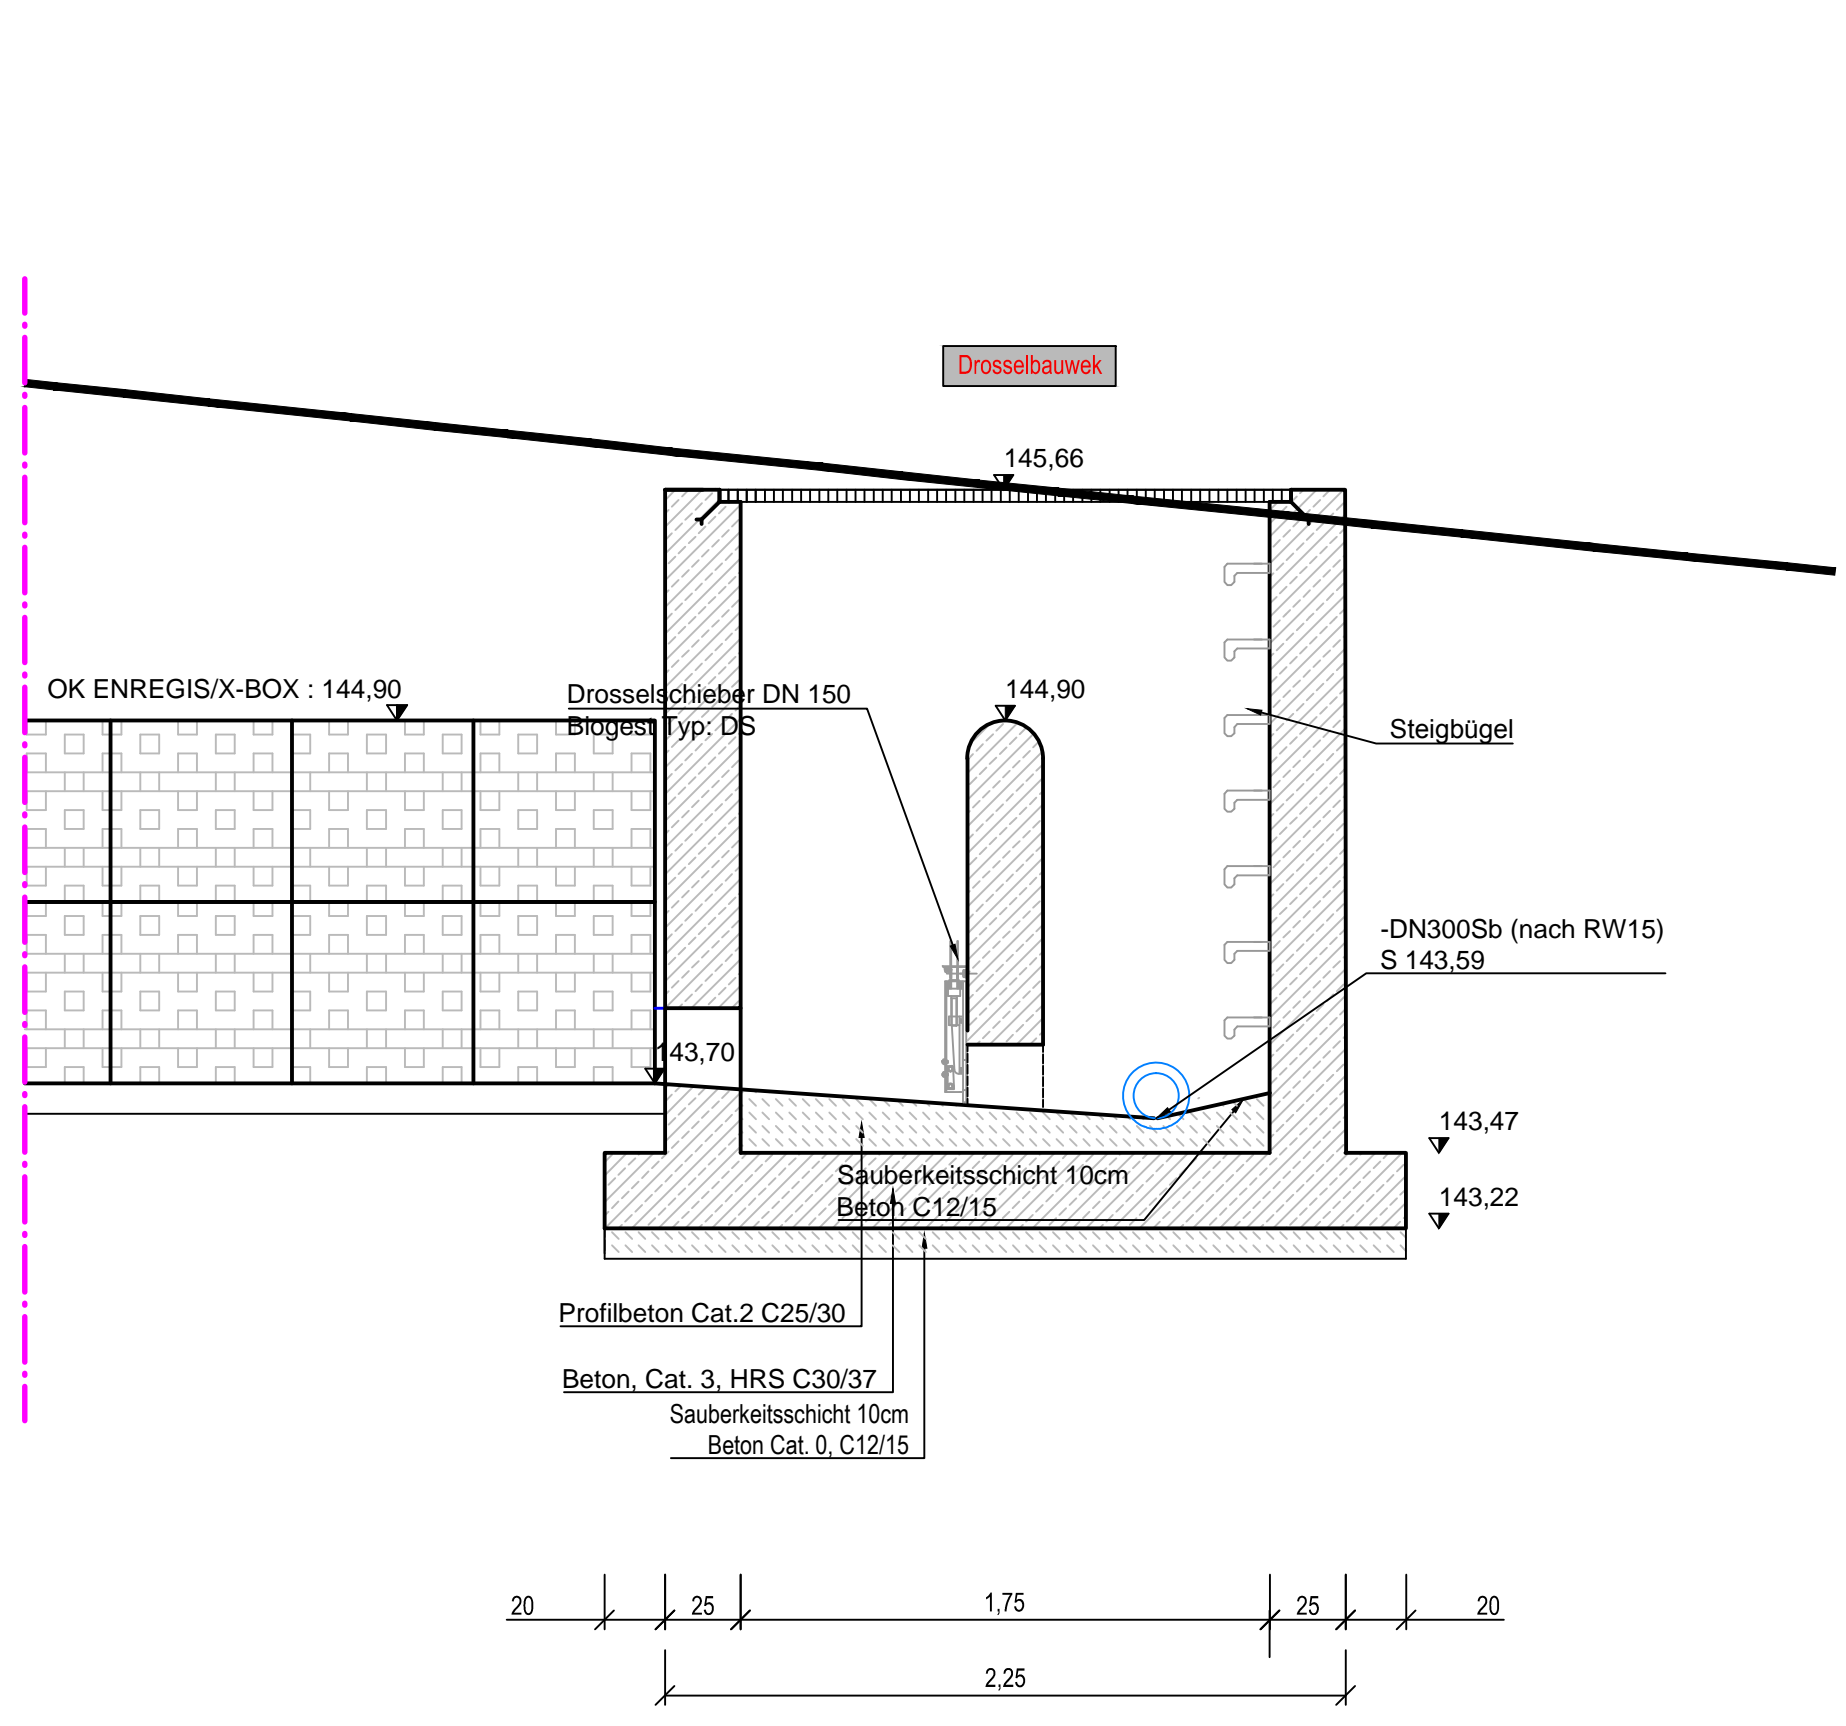 Drosselbauwek
145,66
OK ENREGIS/X-BOX : 144,90
Drosselschieber DN 150
Biogest Typ: DS
144,90
Steigbügel
-DN300Sb (nach RW15)
S 143,59
143,70
143,47
Sauberkeitsschicht 10cm
Beton C12/15
143,22
Profilbeton Cat.2 C25/30
Beton, Cat. 3, HRS C30/37
Sauberkeitsschicht 10cm
Beton Cat. 0, C12/15
20 25 1,75 25 20
2,25